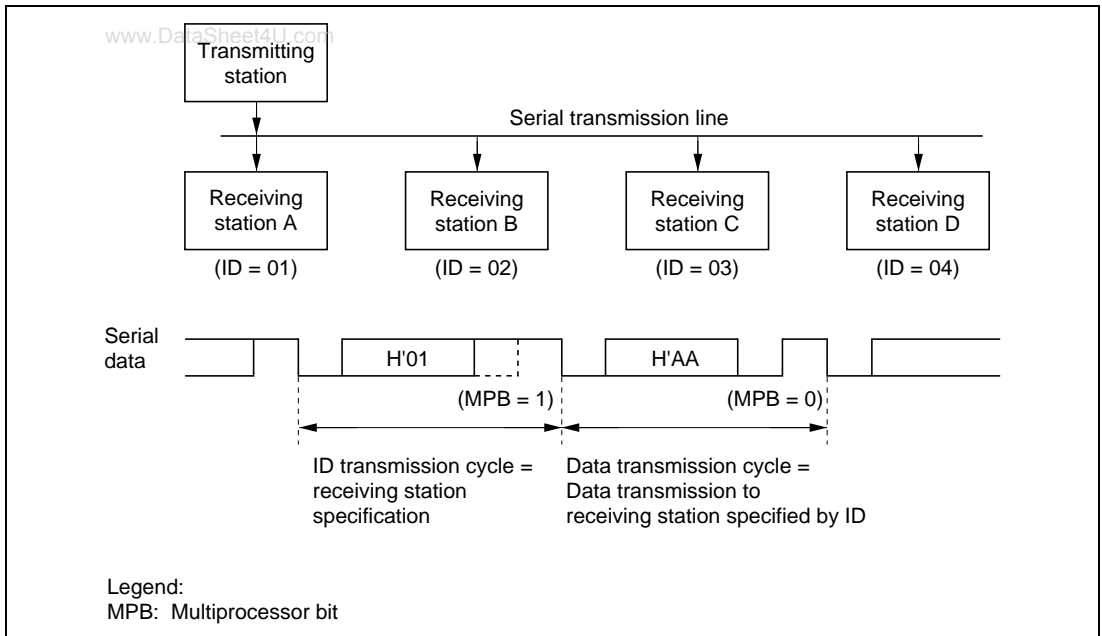 www.DataSheet4U.com
Transmitting
station
Serial transmission line
Receiving
station A
Receiving
station B
Receiving
station C
Receiving
station D
(ID = 01)
(ID = 02)
(ID = 03)
(ID = 04)
Serial
data
H'01
H'AA
(MPB = 1)
(MPB = 0)
ID transmission cycle =
receiving station
specification
Data transmission cycle =
Data transmission to
receiving station specified by ID
Legend:
MPB: Multiprocessor bit